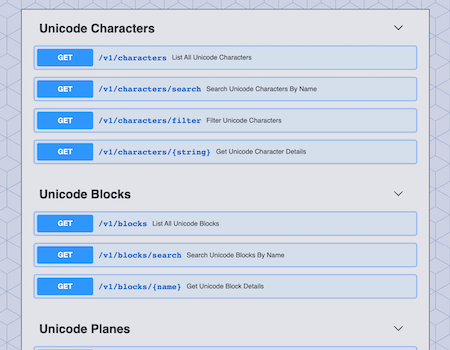 Unicode Characters
GET /v1/characters List All Unicode Characters
GET /v1/characters/search Search Unicode Characters By Name
GET /v1/characters/filter Filter Unicode Characters
GET /v1/characters/{string} Get Unicode Character Details
Unicode Blocks
GET /v1/blocks List All Unicode Blocks
GET /v1/blocks/search Search Unicode Blocks By Name
GET /v1/blocks/{name} Get Unicode Block Details
Unicode Planes